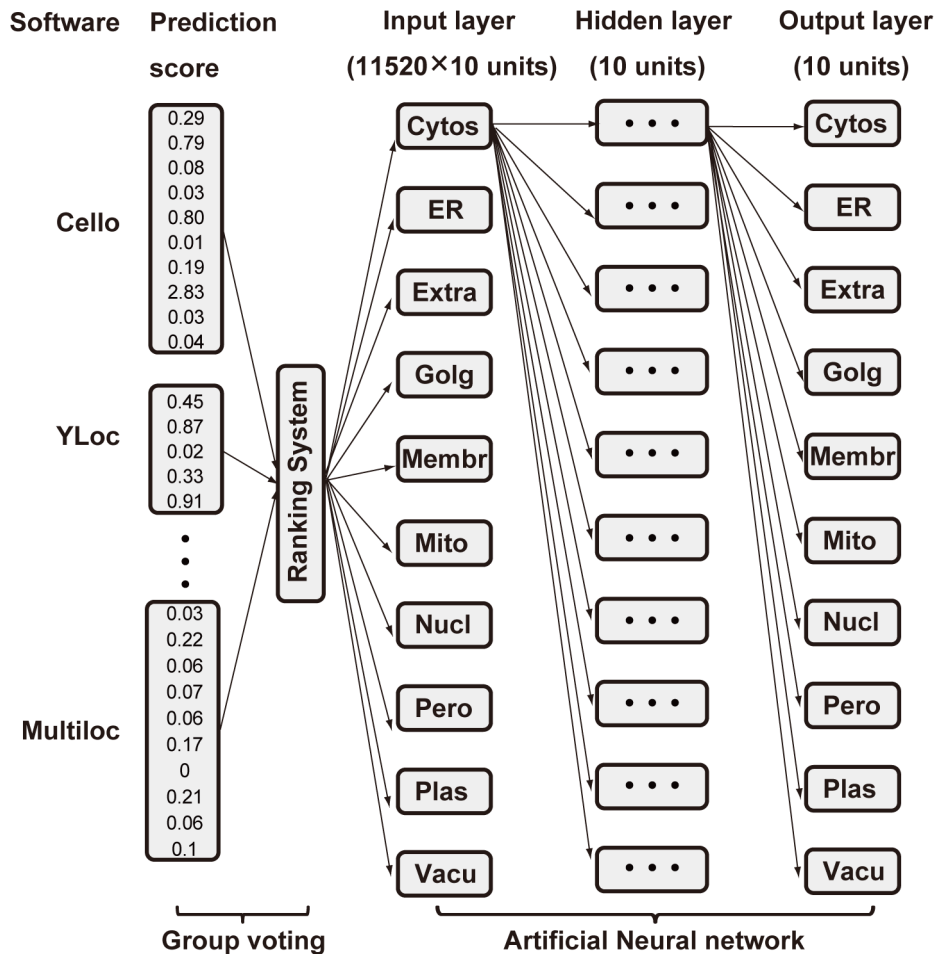 Software
Prediction
score
Input layer
(11520×10 units)
Hidden layer
(10 units)
Output layer
(10 units)
Cello
0.29
0.79
0.08
0.03
0.80
0.01
0.19
2.83
0.03
0.04
YLoc
0.45
0.87
0.02
0.33
0.91
Multiloc
0.03
0.22
0.06
0.07
0.06
0.17
0
0.21
0.06
0.1
Ranking System
Cytos
ER
Extra
Golg
Membr
Mito
Nucl
Pero
Plas
Vacu
Cytos
ER
Extra
Golg
Membr
Mito
Nucl
Pero
Plas
Vacu
Group voting
Artificial Neural network